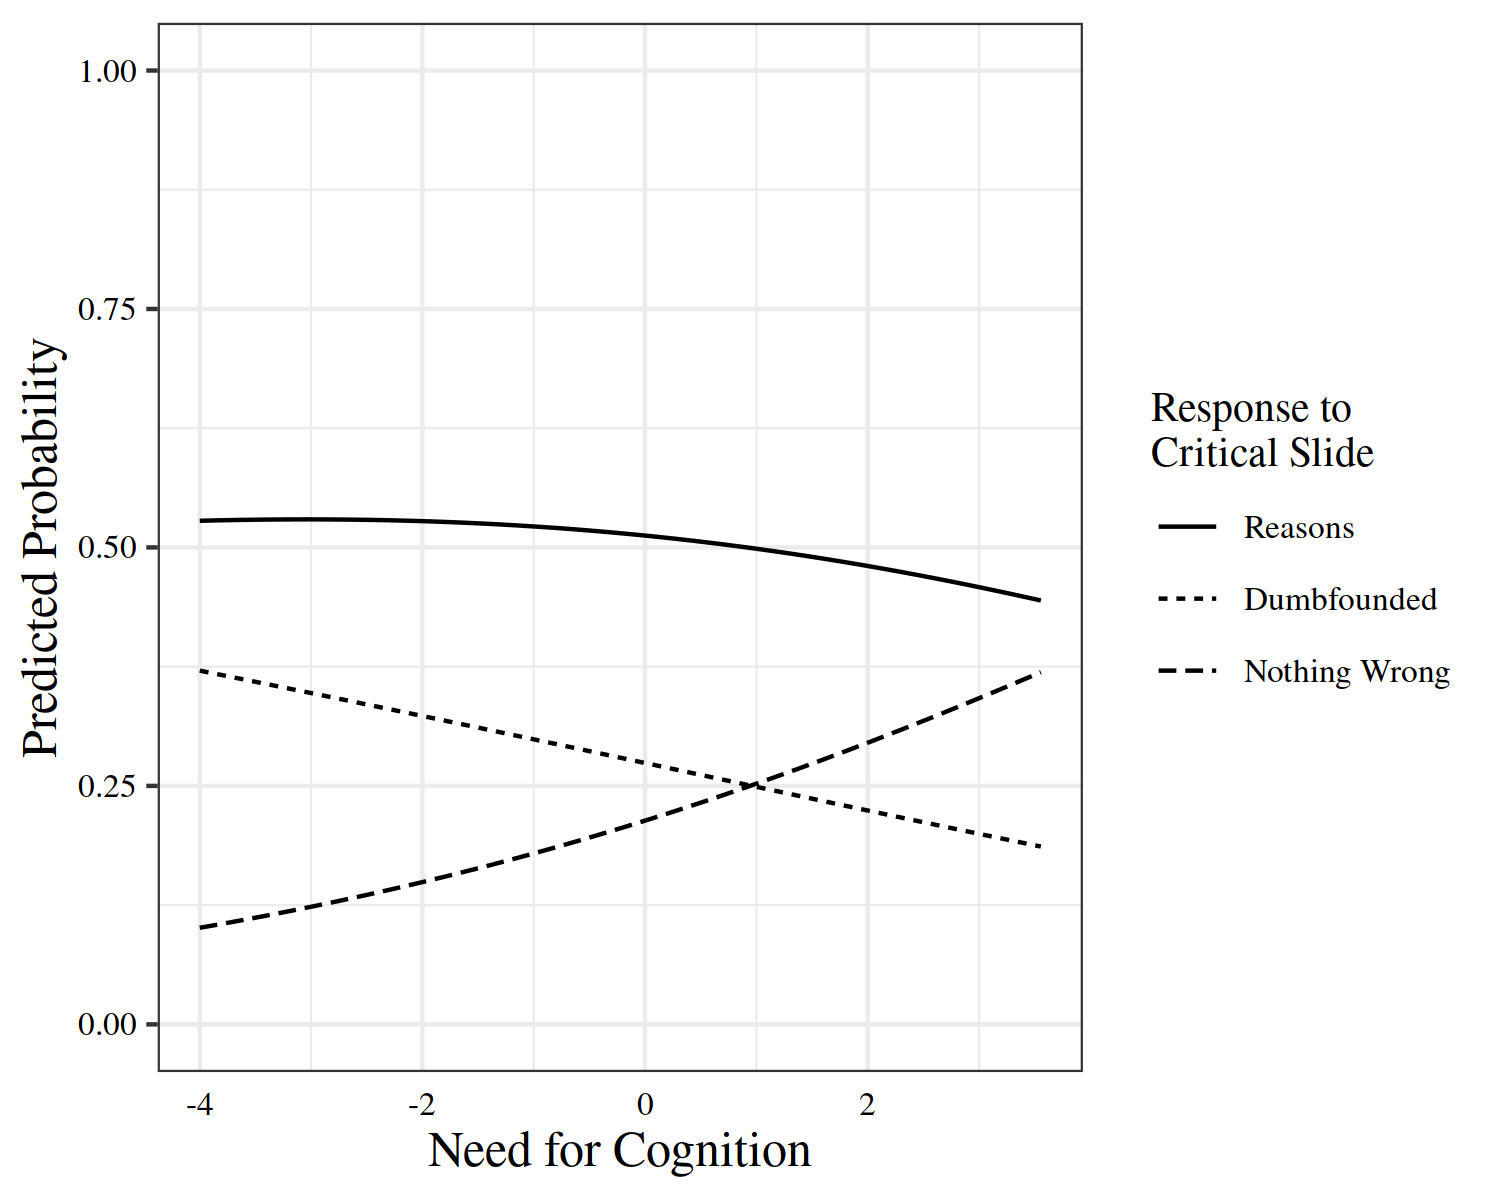 1.00
0.75
0.50
0.25
0.00
Predicted Probability
-4
-2
0
2
Need for Cognition
Response to
Critical Slide
Reasons
Dumbfounded
Nothing Wrong